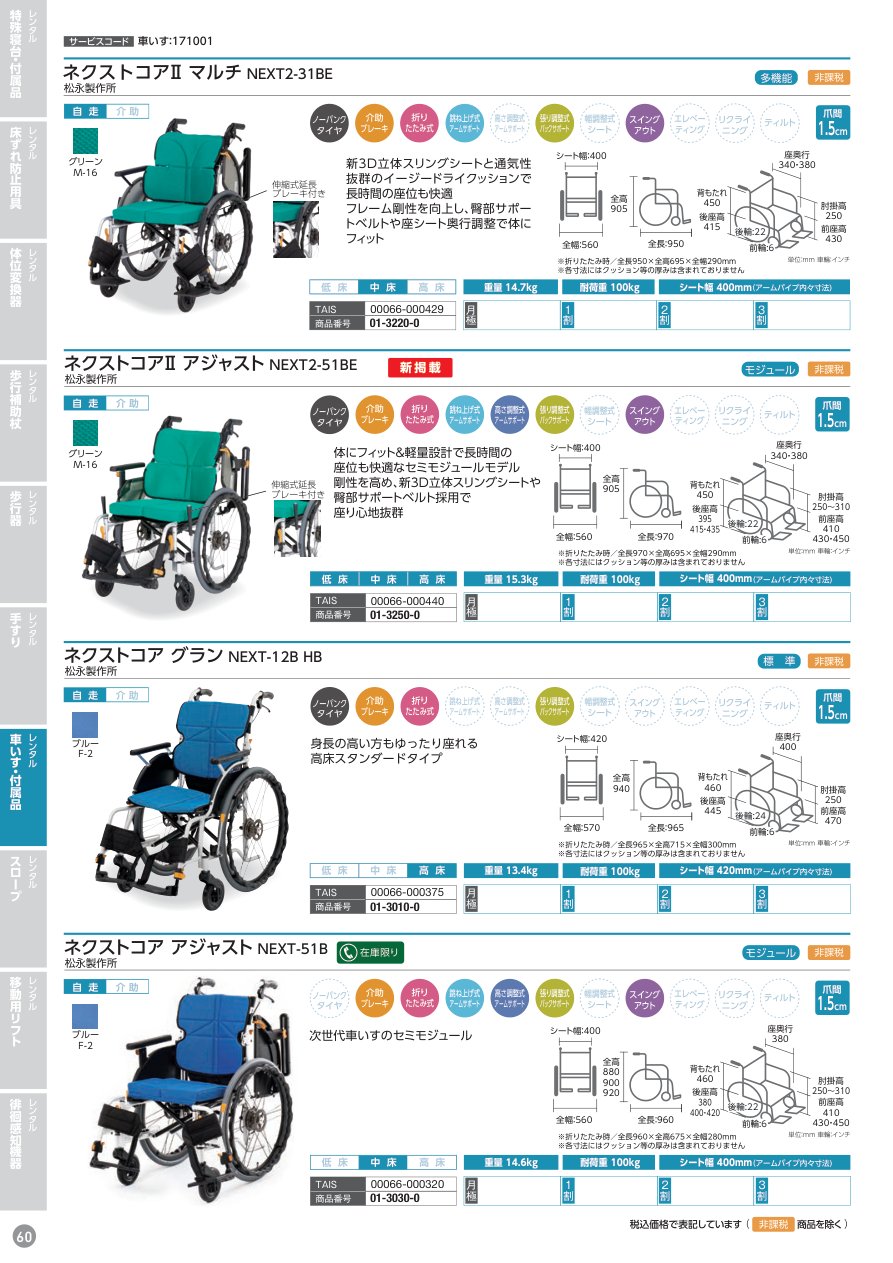 サービスコード 車いす:171001
ネクストコアⅡ マルチ NEXT2-31BE
松永製作所
多機能 非課税
自走 介助
グリーン
M-16
伸縮式延長
ブレーキ付き
ノーパンク
タイヤ
介助
ブレーキ
折り
たたみ式
跳ね上げ式
アームサポート
高さ調整式
アームサポート
張り調整式
バックサポート
幅調整式
シート
スイング
アウト
エレベー
ティング
リクライ
ニング
ティルト
爪間
1.5cm
新3D立体スリングシートと通気性
抜群のイージードライクッションで
長時間の座位も快適
フレーム剛性を向上し、臀部サポー
トベルトや座シート奥行調整で体に
フィット
シート幅:400
全幅:560
全高
905
全長:950
座奥行
340・380
背もたれ
450
後座高
415
後輪:22
前輪:6
肘掛高
250
前座高
430
※折りたたみ時/全長950×全高695×全幅290mm
※各寸法にはクッション等の厚みは含まれておりません
単位:mm 車輪:インチ
低床 中床 高床
重量 14.7kg 耐荷重 100kg シート幅 400mm(アームパイプ内々寸法)
TAIS 00066-000429
商品番号 01-3220-0
月極 1割 2割 3割
ネクストコアⅡ アジャスト NEXT2-51BE
新掲載
松永製作所
モジュール 非課税
自走 介助
グリーン
M-16
伸縮式延長
ブレーキ付き
ノーパンク
タイヤ
介助
ブレーキ
折り
たたみ式
跳ね上げ式
アームサポート
高さ調整式
アームサポート
張り調整式
バックサポート
幅調整式
シート
スイング
アウト
エレベー
ティング
リクライ
ニング
ティルト
爪間
1.5cm
体にフィット&軽量設計で長時間の
座位も快適なセミモジュールモデル
剛性を高め、新3D立体スリングシートや
臀部サポートベルト採用で
座り心地抜群
シート幅:400
全幅:560
全高
905
全長:970
座奥行
340・380
背もたれ
450
後座高
395
415・435
後輪:22
前輪:6
肘掛高
250~310
前座高
410
430・450
※折りたたみ時/全長970×全高695×全幅290mm
※各寸法にはクッション等の厚みは含まれておりません
単位:mm 車輪:インチ
低床 中床 高床
重量 15.3kg 耐荷重 100kg シート幅 400mm(アームパイプ内々寸法)
TAIS 00066-000440
商品番号 01-3250-0
月極 1割 2割 3割
ネクストコア グラン NEXT-12B HB
松永製作所
標準 非課税
自走 介助
ブルー
F-2
ノーパンク
タイヤ
介助
ブレーキ
折り
たたみ式
跳ね上げ式
アームサポート
高さ調整式
アームサポート
張り調整式
バックサポート
幅調整式
シート
スイング
アウト
エレベー
ティング
リクライ
ニング
ティルト
爪間
1.5cm
身長の高い方もゆったり座れる
高床スタンダードタイプ
シート幅:420
全幅:570
全高
940
全長:965
座奥行
400
背もたれ
460
後座高
445
後輪:24
前輪:6
肘掛高
250
前座高
470
※折りたたみ時/全長965×全高715×全幅300mm
※各寸法にはクッション等の厚みは含まれておりません
単位:mm 車輪:インチ
低床 中床 高床
重量 13.4kg 耐荷重 100kg シート幅 420mm(アームパイプ内々寸法)
TAIS 00066-000375
商品番号 01-3010-0
月極 1割 2割 3割
ネクストコア アジャスト NEXT-51B
在庫限り
松永製作所
モジュール 非課税
自走 介助
ブルー
F-2
ノーパンク
タイヤ
介助
ブレーキ
折り
たたみ式
跳ね上げ式
アームサポート
高さ調整式
アームサポート
張り調整式
バックサポート
幅調整式
シート
スイング
アウト
エレベー
ティング
リクライ
ニング
ティルト
爪間
1.5cm
次世代車いすのセミモジュール
シート幅:400
全幅:560
全高
880
900
920
全長:960
座奥行
380
背もたれ
460
後座高
380
400・420
後輪:22
前輪:6
肘掛高
250~310
前座高
410
430・450
※折りたたみ時/全長960×全高675×全幅280mm
※各寸法にはクッション等の厚みは含まれておりません
単位:mm 車輪:インチ
低床 中床 高床
重量 14.6kg 耐荷重 100kg シート幅 400mm(アームパイプ内々寸法)
TAIS 00066-000320
商品番号 01-3030-0
月極 1割 2割 3割
税込価格で表記しています(非課税 商品を除く)
レンタル
特殊寝台・付属品
レンタル
床ずれ防止用具
レンタル
体位変換器
レンタル
歩行補助杖
レンタル
歩行器
レンタル
手すり
レンタル
車いす・付属品
レンタル
スロープ
レンタル
移動用リフト
レンタル
徘徊感知機器
60